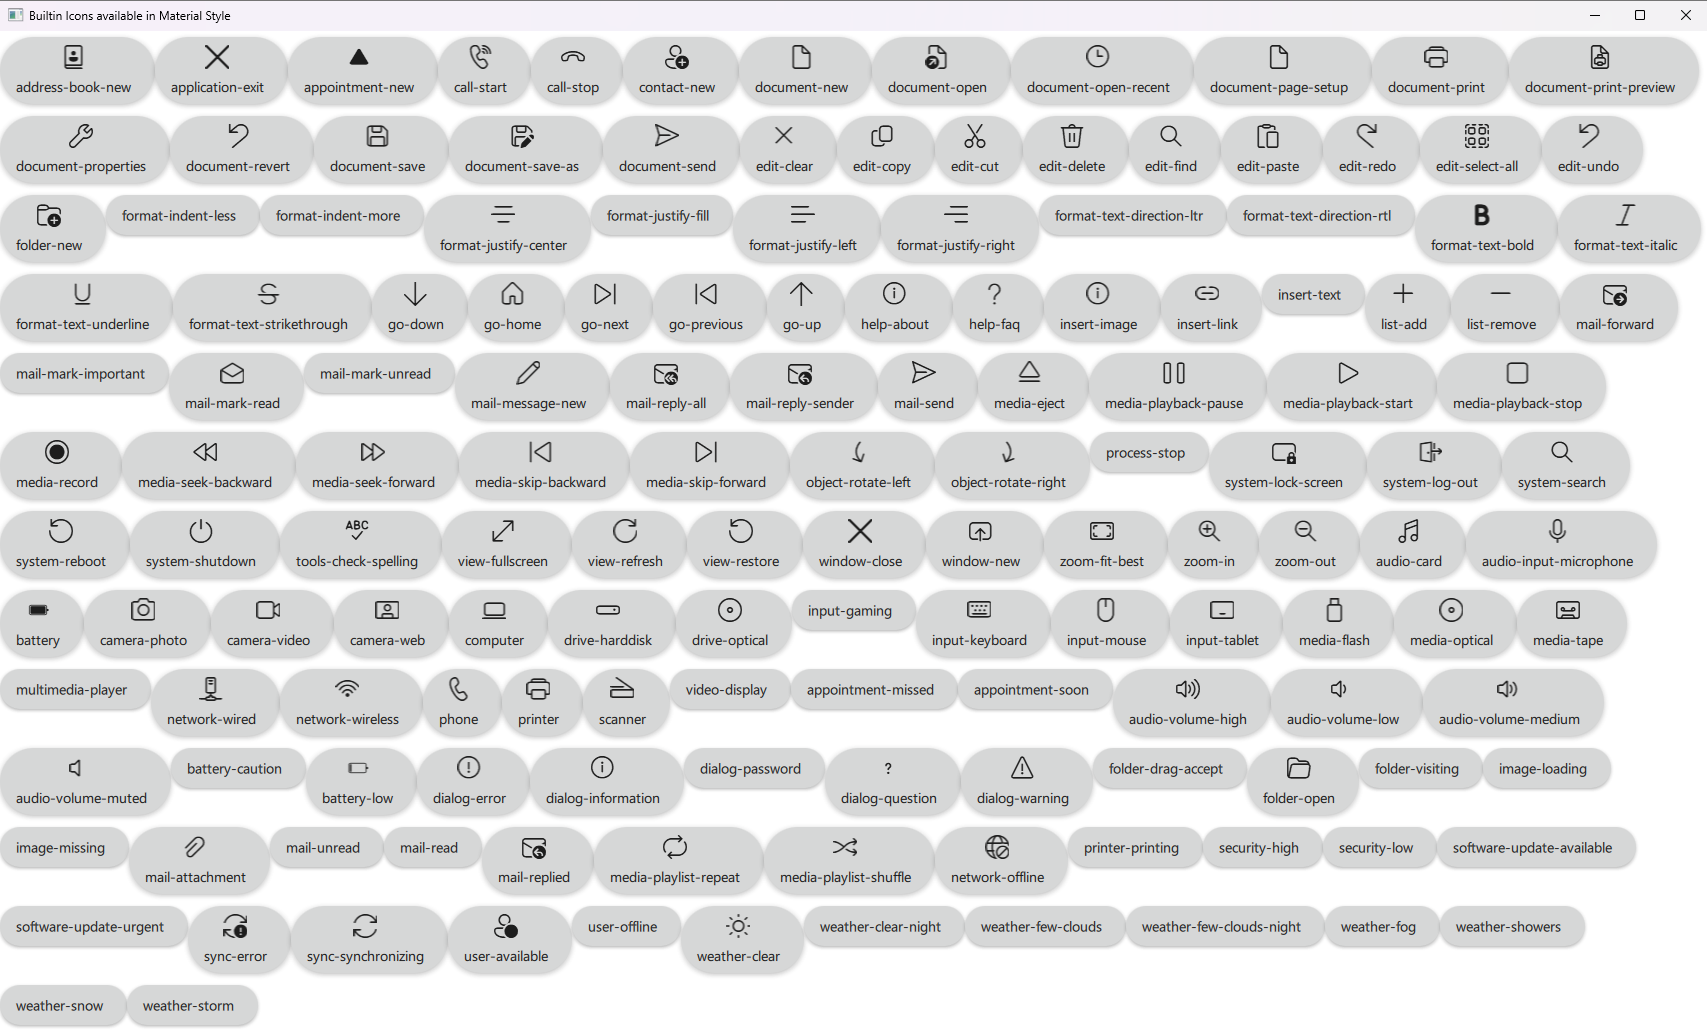 Builtin Icons available in Material Style
address-book-new application-exit appointment-new call-start call-stop contact-new document-new document-open document-open-recent document-page-setup document-print document-print-preview
document-properties document-revert document-save document-save-as document-send edit-clear edit-copy edit-cut edit-delete edit-find edit-paste edit-redo edit-select-all edit-undo
folder-new format-indent-less format-indent-more format-justify-center format-justify-fill format-justify-left format-justify-right format-text-direction-ltr format-text-direction-rtl B format-text-bold format-text-italic
format-text-underline format-text-strikethrough go-down go-home go-next go-previous go-up help-about help-faq insert-image insert-link insert-text list-add list-remove mail-forward
mail-mark-important mail-mark-read mail-mark-unread mail-message-new mail-reply-all mail-reply-sender mail-send media-eject media-playback-pause media-playback-start media-playback-stop
media-record media-seek-backward media-seek-forward media-skip-backward media-skip-forward object-rotate-left object-rotate-right process-stop system-lock-screen system-log-out system-search
ABC
system-reboot system-shutdown tools-check-spelling view-fullscreen view-refresh view-restore window-close window-new zoom-fit-best zoom-in zoom-out audio-card audio-input-microphone
battery camera-photo camera-video camera-web computer drive-harddisk drive-optical input-gaming input-keyboard input-mouse input-tablet media-flash media-optical media-tape
multimedia-player network-wired network-wireless phone printer scanner video-display appointment-missed appointment-soon audio-volume-high audio-volume-low audio-volume-medium
audio-volume-muted battery-caution battery-low dialog-error dialog-information dialog-password dialog-question dialog-warning folder-drag-accept folder-open folder-visiting image-loading
image-missing mail-attachment mail-unread mail-read mail-replied media-playlist-repeat media-playlist-shuffle network-offline printer-printing security-high security-low software-update-available
software-update-urgent sync-error sync-synchronizing user-available user-offline weather-clear weather-clear-night weather-few-clouds weather-few-clouds-night weather-fog weather-showers
weather-snow weather-storm